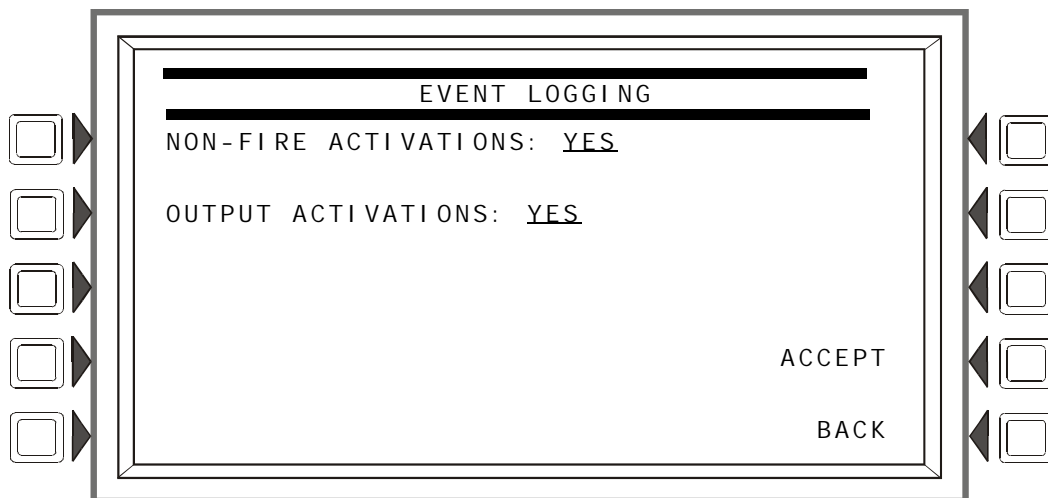 EVENT LOGGING
NON-FIRE ACTIVATIONS: YES
OUTPUT ACTIVATIONS: YES
ACCEPT
BACK